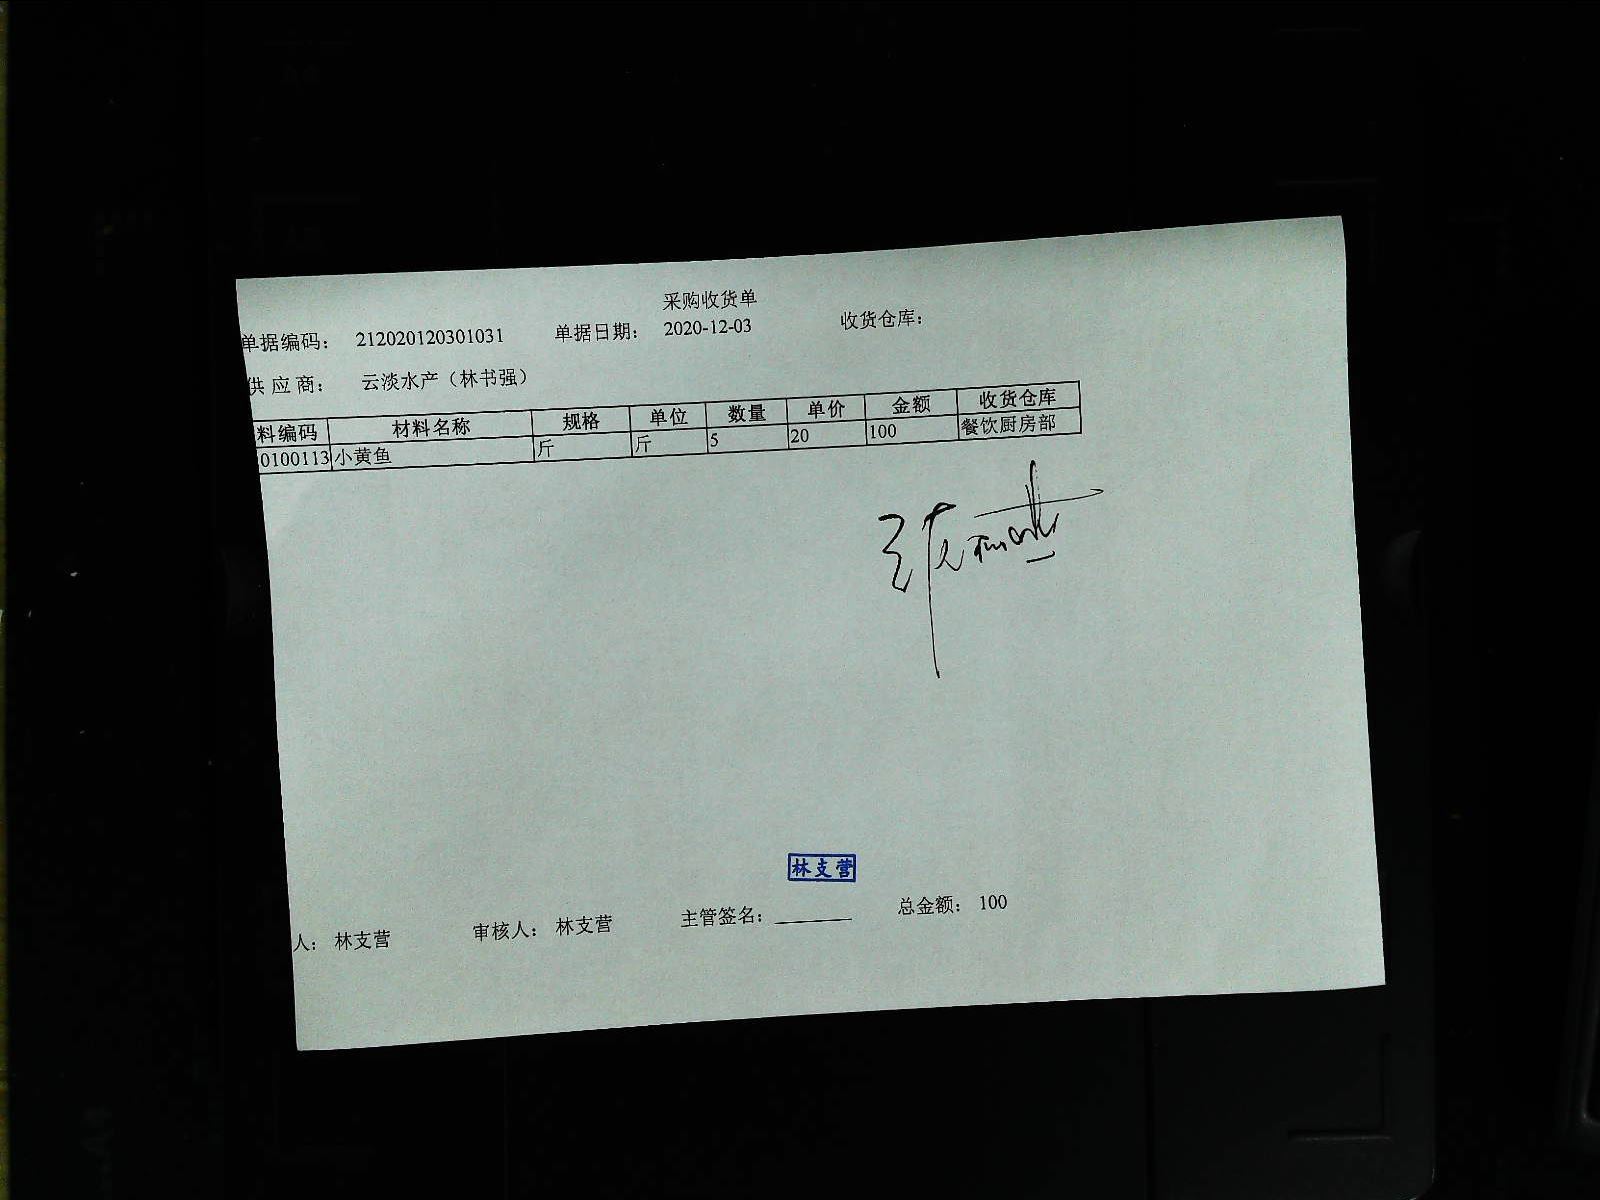 采购收货单
单据编码： 212020120301031 单据日期： 2020-12-03 收货仓库：
供 应 商： 云淡水产（林书强）
料编码 材料名称 规格 单位 数量 单价 金额 收货仓库
0100113 小黄鱼 斤 斤 5 20 100 餐饮厨房部
林支营
人： 林支营 审核人： 林支营 主管签名： 总金额： 100